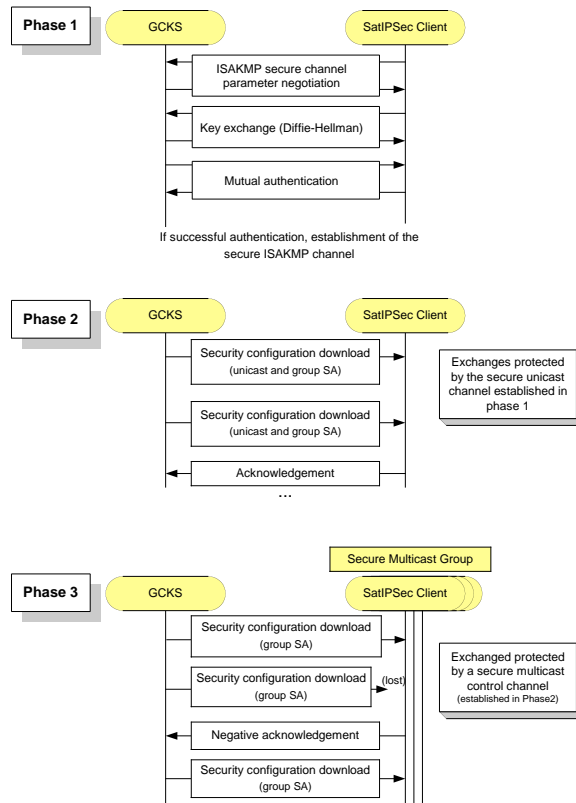 Phase 1
GCKS
SatIPSec Client
ISAKMP secure channel
parameter negotiation
Key exchange (Diffie-Hellman)
Mutual authentication
If successful authentication, establishment of the
secure ISAKMP channel
Phase 2
GCKS
SatIPSec Client
Security configuration download
(unicast and group SA)
Security configuration download
(unicast and group SA)
Acknowledgement
...
Exchanges protected
by the secure unicast
channel established in
phase 1
Secure Multicast Group
Phase 3
GCKS
SatIPSec Client
Security configuration download
(group SA)
Security configuration download
(group SA)
(lost)
Negative acknowledgement
Security configuration download
(group SA)
Exchanged protected
by a secure multicast
control channel
(established in Phase2)